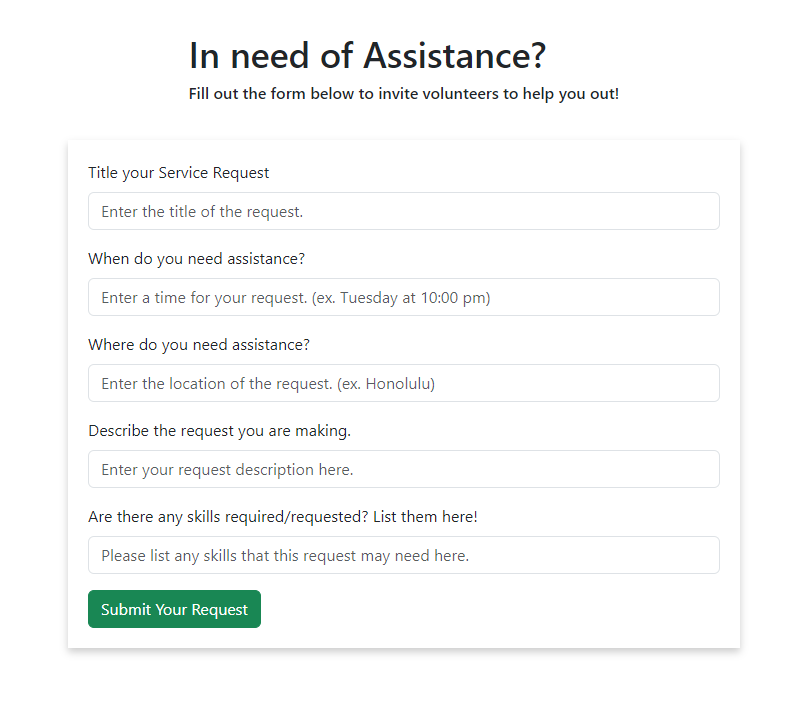 In need of Assistance?
Fill out the form below to invite volunteers to help you out!
Title your Service Request
Enter the title of the request.
When do you need assistance?
Enter a time for your request. (ex. Tuesday at 10:00 pm)
Where do you need assistance?
Enter the location of the request. (ex. Honolulu)
Describe the request you are making.
Enter your request description here.
Are there any skills required/requested? List them here!
Please list any skills that this request may need here.
Submit Your Request